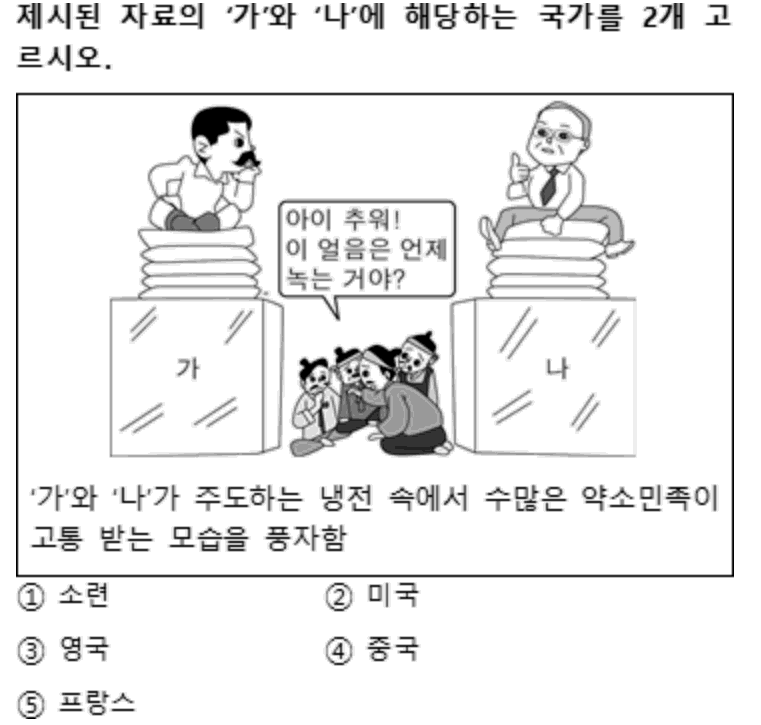 제시된 자료의 ‘가’와 ‘나’에 해당하는 국가를 2개 고
르시오.
아이 추워!
이 얼음은 언제
녹는 거야?
가
나
‘가’와 ‘나’가 주도하는 냉전 속에서 수많은 약소민족이
고통 받는 모습을 풍자함
① 소련 ② 미국
③ 영국 ④ 중국
⑤ 프랑스